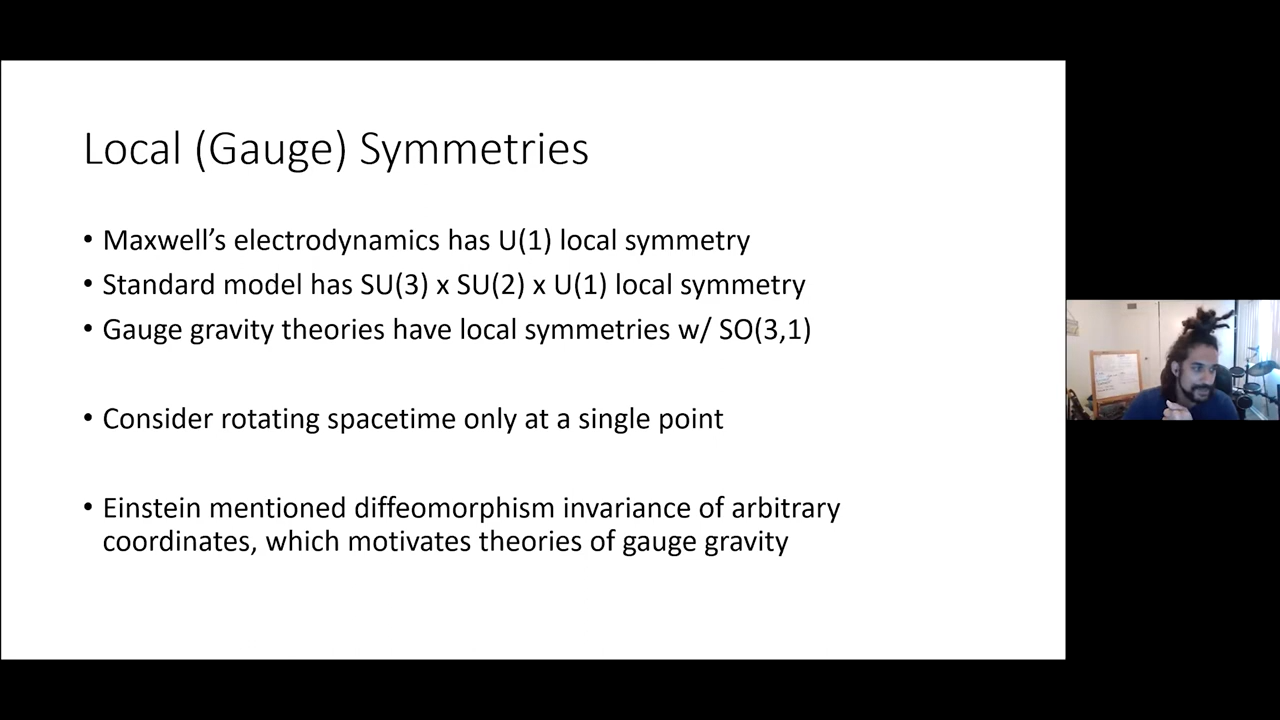 Local (Gauge) Symmetries
• Maxwell’s electrodynamics has U(1) local symmetry
• Standard model has SU(3) x SU(2) x U(1) local symmetry
• Gauge gravity theories have local symmetries w/ SO(3,1)
• Consider rotating spacetime only at a single point
• Einstein mentioned diffeomorphism invariance of arbitrary
coordinates, which motivates theories of gauge gravity